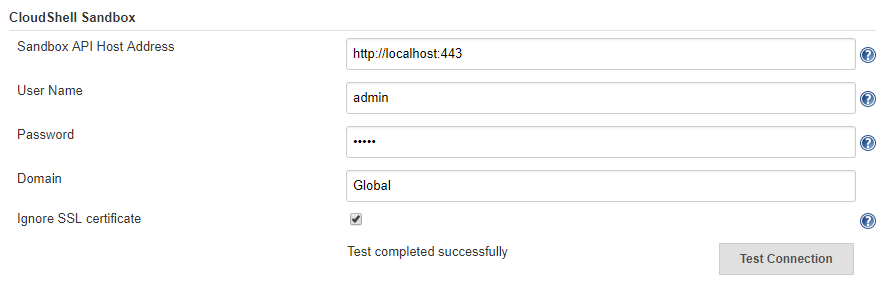 CloudShell Sandbox
Sandbox API Host Address http://localhost:443 ?
User Name admin ?
Password ••••• ?
Domain Global
Ignore SSL certificate ?
Test completed successfully Test Connection